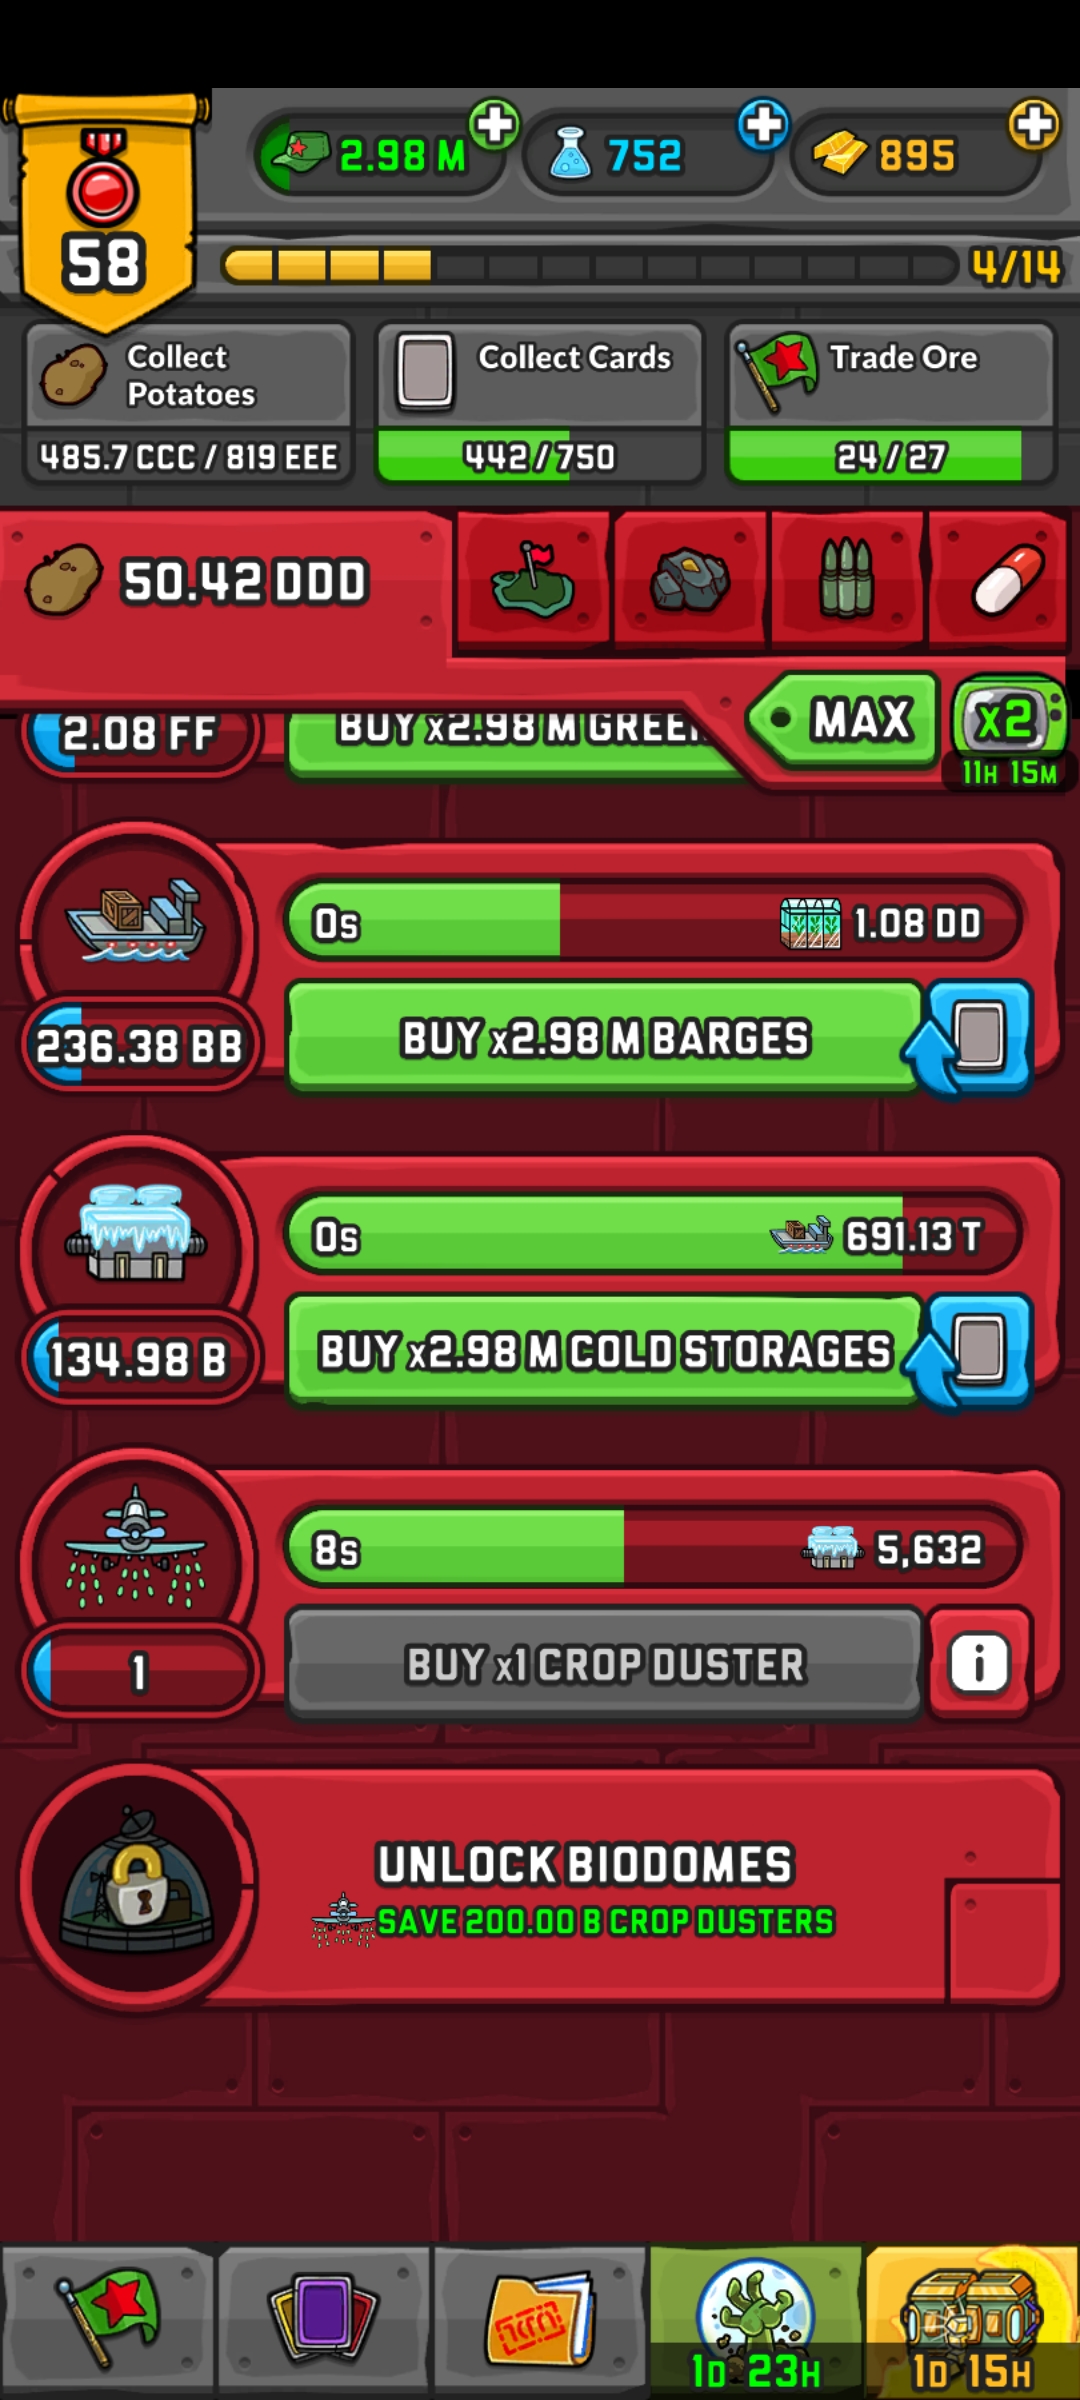 2.98 M
752
895
58
4/14
Collect
Potatoes
Collect Cards
Trade Ore
485.7 CCC / 819 EEE
442/750
24/27
50.42 DDD
MAX
x2
11H 15M
2.08 FF
BUY x2.98 M GREE
0s
1.08 DD
236.38 BB
BUY x2.98 M BARGES
0s
691.13 T
134.98 B
BUY x2.98 M COLD STORAGES
8s
5,632
1
BUY x1 CROP DUSTER
i
UNLOCK BIODOMES
SAVE 200.00 B CROP DUSTERS
1D 23H
1D 15H